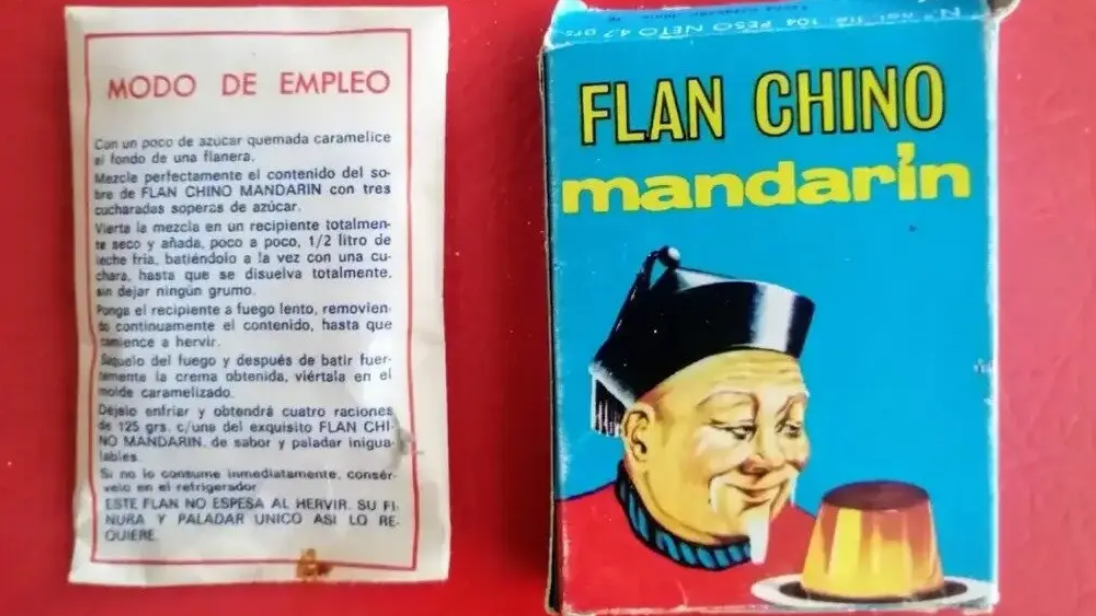 MODO DE EMPLEO
Con un poco de azúcar quemada caramelice
el fondo de una flanera.
Mezcle perfectamente el contenido del so-
bre de FLAN CHINO MANDARIN con tres
cucharadas soperas de azúcar.
Vierta la mezcla en un recipiente totalmen-
te seco y añada, poco a poco, 1/2 litro de
leche fria, batiéndolo a la vez con una cu-
chara, hasta que se disuelva totalmente,
sin dejar ningún grumo.
Ponga el recipiente a fuego lento, removien-
do continuamente el contenido, hasta que
comience a hervir.
Saquelo del fuego y después de batir fuer-
temente la crema obtenida, viértala en el
molde caramelizado.
Déjelo enfriar y obtendrá cuatro raciones
de 125 grs. c/una del exquisito FLAN CHI-
NO MANDARIN, de sabor y paladar inigua-
lables.
Si no lo consume inmediatamente, consér-
velo en el refrigerador
ESTE FLAN NO ESPESA AL HERVIR. SU FI-
NURA Y PALADAR UNICO ASI LO RE-
QUIERE.
104 PESO NETO 42 grs.
FLAN CHINO
mandarín